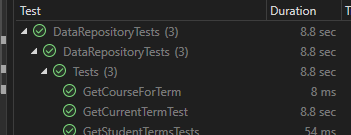 Test Duration T
DataRepositoryTests (3) 8.8 sec
DataRepositoryTests (3) 8.8 sec
Tests (3) 8.8 sec
GetCourseForTerm 8 ms
GetCurrentTermTest 8.8 sec
GetStudentTermsTests 54 ms